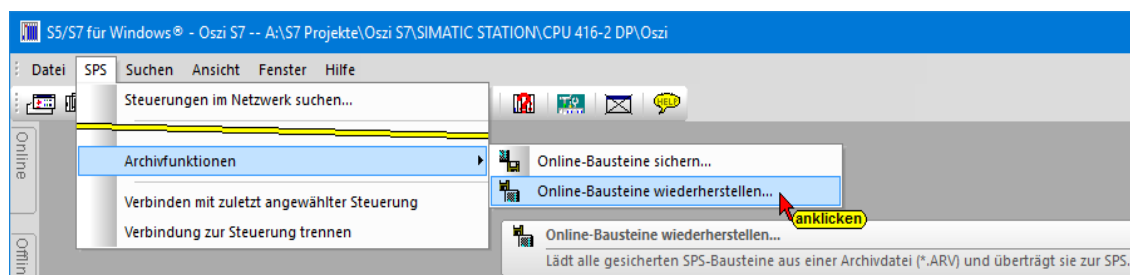 S5/S7 für Windows® - Oszi S7 -- A:\S7 Projekte\Oszi S7\SIMATIC STATION\CPU 416-2 DP\Oszi
Datei SPS Suchen Ansicht Fenster Hilfe
Steuerungen im Netzwerk suchen...
HELP
Online
Archivfunktionen
Online-Bausteine sichern...
Online-Bausteine wiederherstellen...
anklicken
Verbinden mit zuletzt angewählter Steuerung
Verbindung zur Steuerung trennen
Online-Bausteine wiederherstellen...
Lädt alle gesicherten SPS-Bausteine aus einer Archivdatei (*.ARV) und überträgt sie zur SPS.